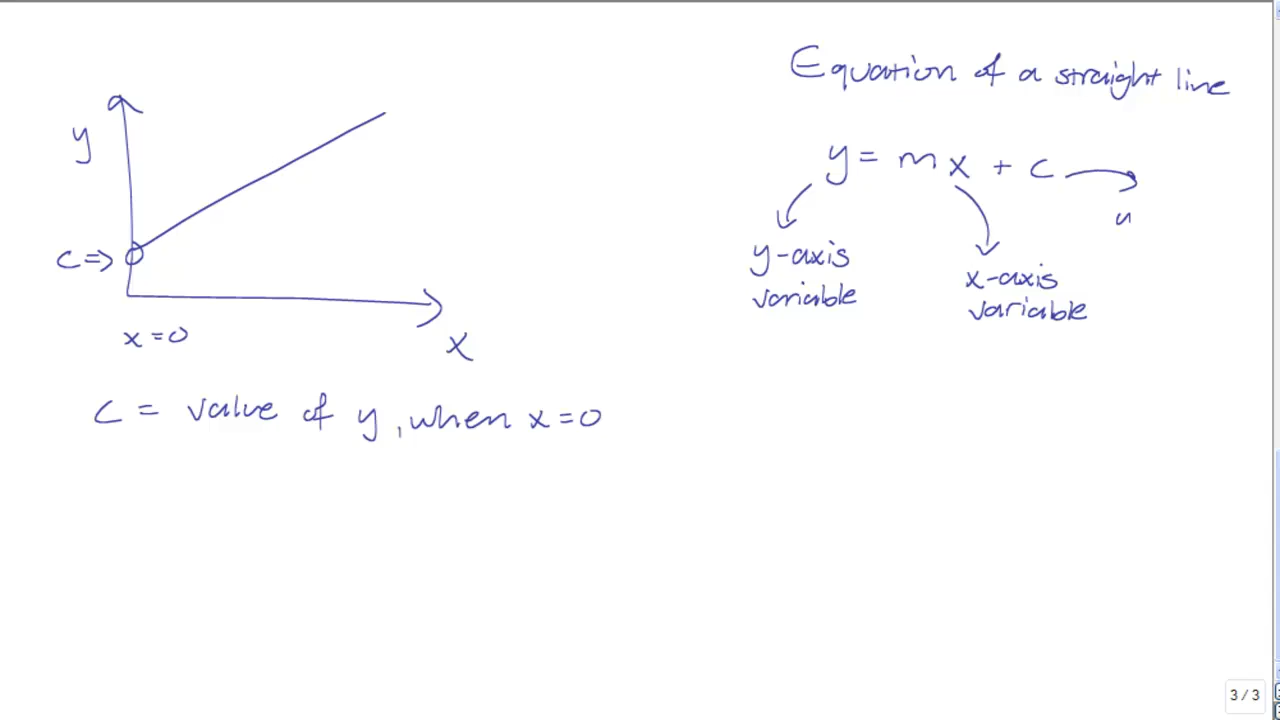 Equation of a straight line
y = mx + c
y-axis
variable
x-axis
variable
y
c =>
x = 0
x
c = value of y, when x = 0
3 / 3